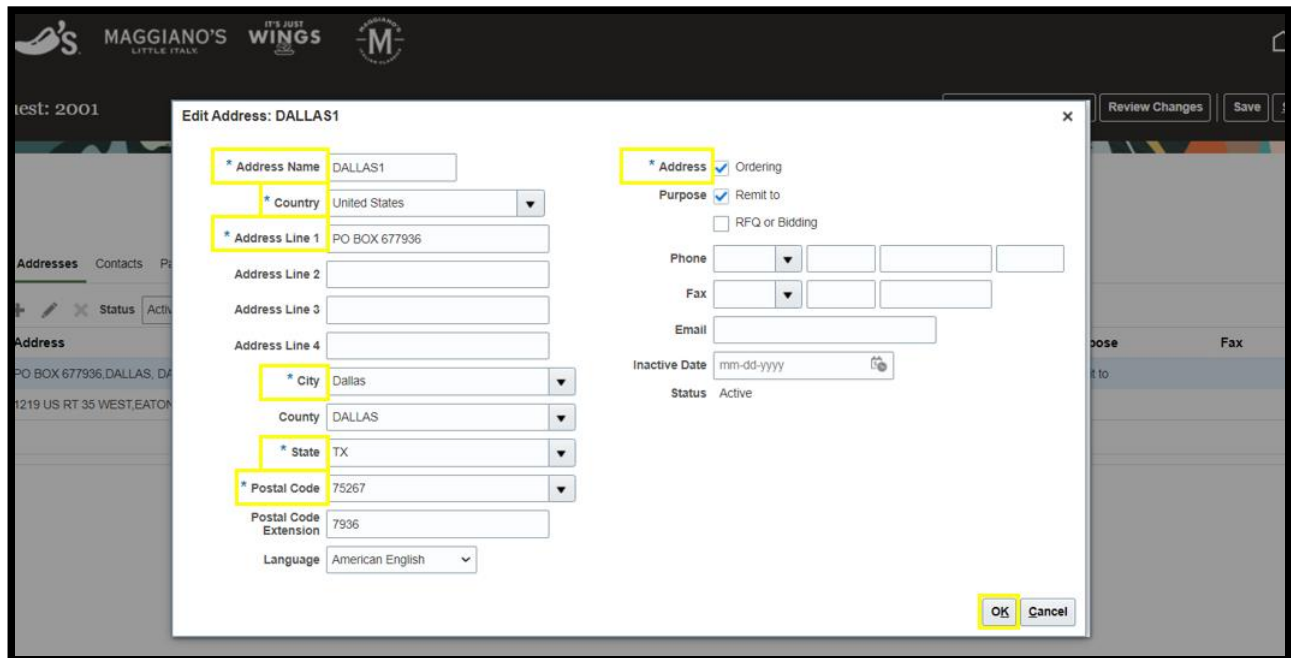 's
MAGGIANO'S
LITTLE ITALY.
IT'S JUST
WINGS
MAGGIANO'S
M
uest: 2001
Review Changes
Save
Edit Address: DALLAS1
* Address Name DALLAS1
* Country United States
* Address Line 1 PO BOX 677936
Address Line 2
Address Line 3
Address Line 4
* City Dallas
County DALLAS
* State TX
* Postal Code 75267
Postal Code
Extension 7936
Language American English
* Address Ordering
Purpose Remit to
RFQ or Bidding
Phone
Fax
Email
Inactive Date mm-dd-yyyy
Status Active
OK Cancel
Addresses Contacts Pa
Status Activ
Address
PO BOX 677936,DALLAS, DA
1219 US RT 35 WEST,EATON
pose Fax
it to